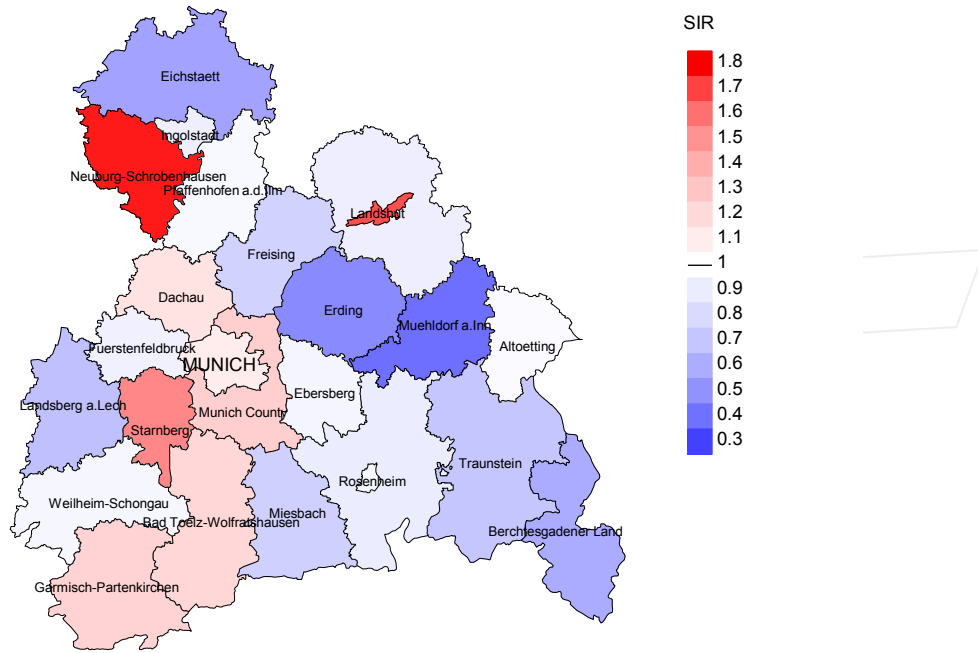 SIR
Eichstaett
Ingolstadt
Neuburg-Schrobenhausen
Pfaffenhofen a.d.Ilm
Landshut
Freising
Dachau
Erding
Muehldorf a.Inn
Altoetting
Fuerstenfeldbruck
MUNICH
Ebersberg
Landsberg a.Lech
Munich County
Starnberg
Traunstein
Rosenheim
Weilheim-Schongau
Miesbach
Bad Toelz-Wolfratshausen
Berchtesgadener Land
Garmisch-Partenkirchen
1.8
1.7
1.6
1.5
1.4
1.3
1.2
1.1
1
0.9
0.8
0.7
0.6
0.5
0.4
0.3